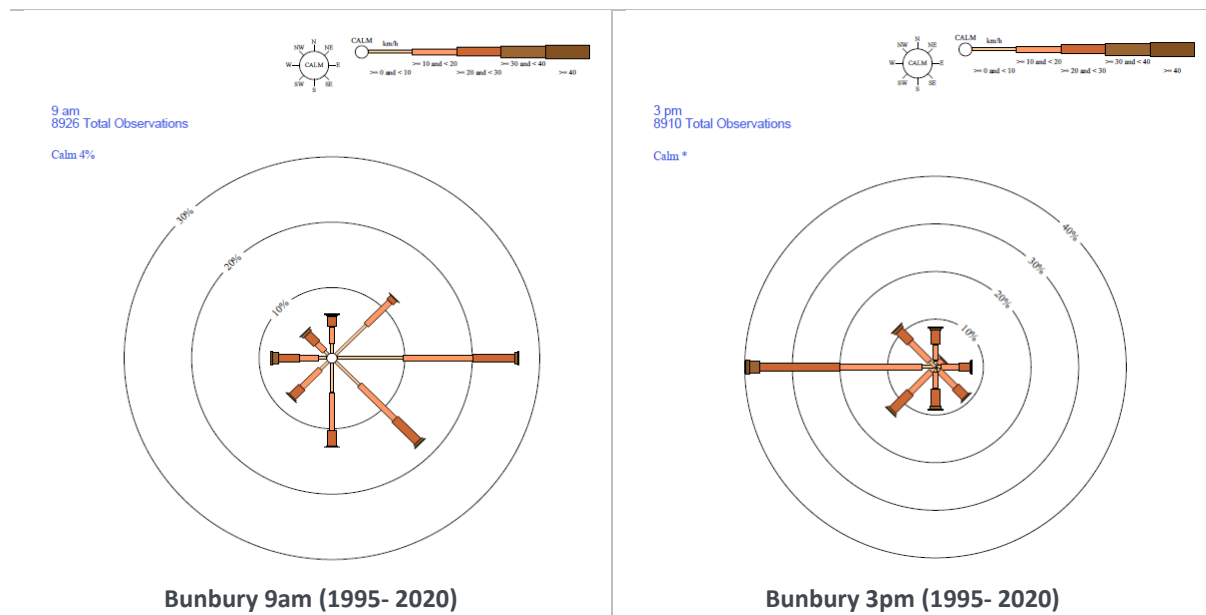 N
NW NE
W CALM E
SW SE
S
CALM km/h >= 10 and < 20 >= 30 and < 40
>= 0 and < 10 >= 20 and < 30 >= 40
9 am
8926 Total Observations
Calm 4%
30%
20%
10%
Bunbury 9am (1995- 2020)
N
NW NE
W CALM E
SW SE
S
CALM km/h >= 10 and < 20 >= 30 and < 40
>= 0 and < 10 >= 20 and < 30 >= 40
3 pm
8910 Total Observations
Calm *
40%
30%
20%
10%
Bunbury 3pm (1995- 2020)